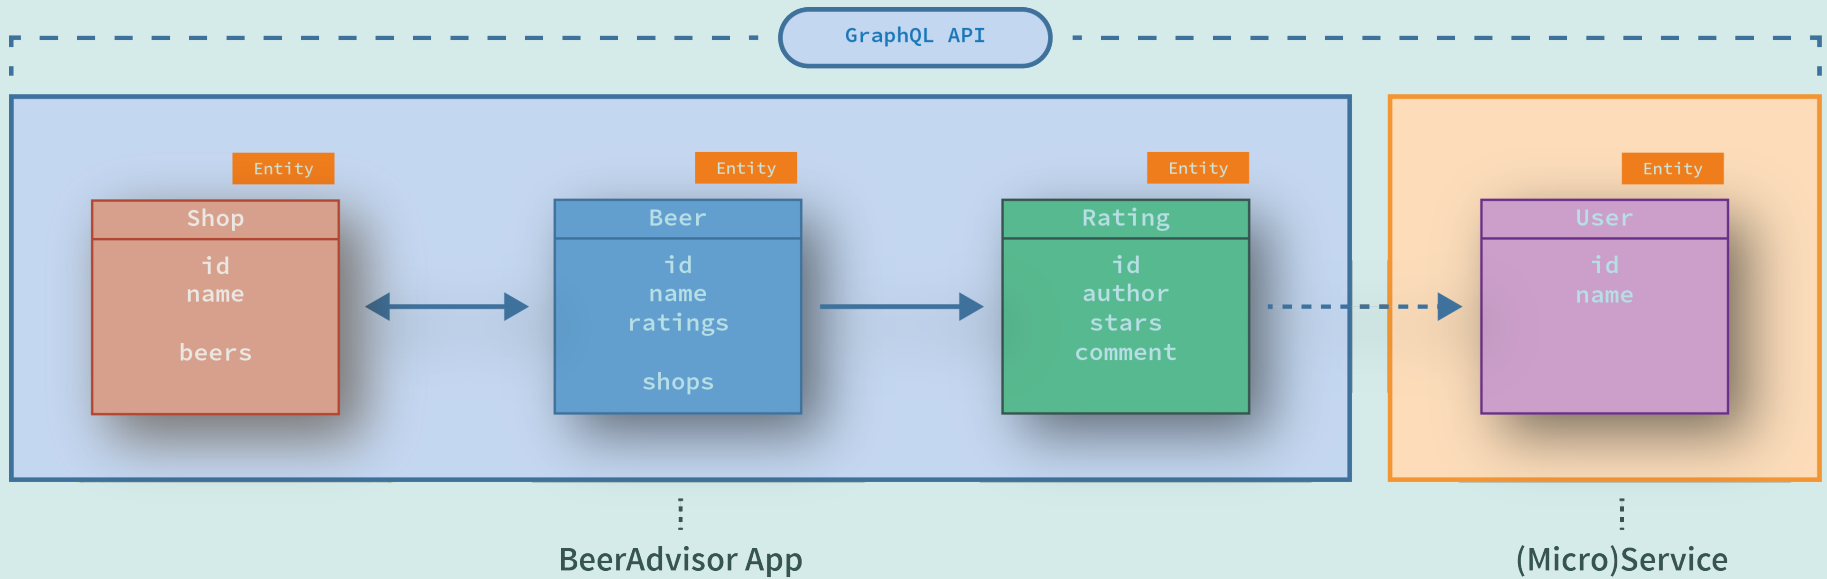 GraphQL API
Entity
Shop
id
name
beers
Entity
Beer
id
name
ratings
shops
Entity
Rating
id
author
stars
comment
Entity
User
id
name
BeerAdvisor App
(Micro)Service